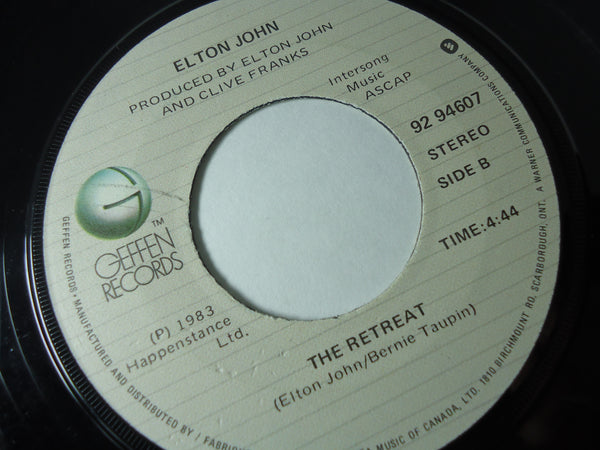 ELTON JOHN
PRODUCED BY ELTON JOHN
AND CLIVE FRANKS
Intersong
Music
ASCAP
92 94607
STEREO
SIDE B
TIME:4:44
G
TM
GEFFEN
RECORDS
(P) 1983
Happenstance
Ltd.
THE RETREAT
(Elton John/Bernie Taupin)
GEFFEN RECORDS • MANUFACTURED AND DISTRIBUTED BY / MUSIC OF CANADA, LTD. 1810 BIRCHMOUNT RD, SCARBOROUGH, ONT. A WARNER COMMUNICATIONS COMPANY